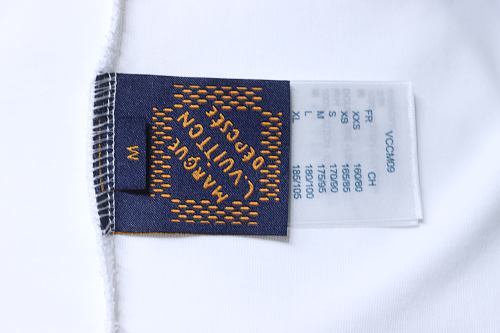 MARQUE
L.VUITTON
DÉPOSÉE
M
VCCM09
FR CH
XXS 160/80
XS 165/85
S 170/90
M 175/95
L 180/100
XL 185/105